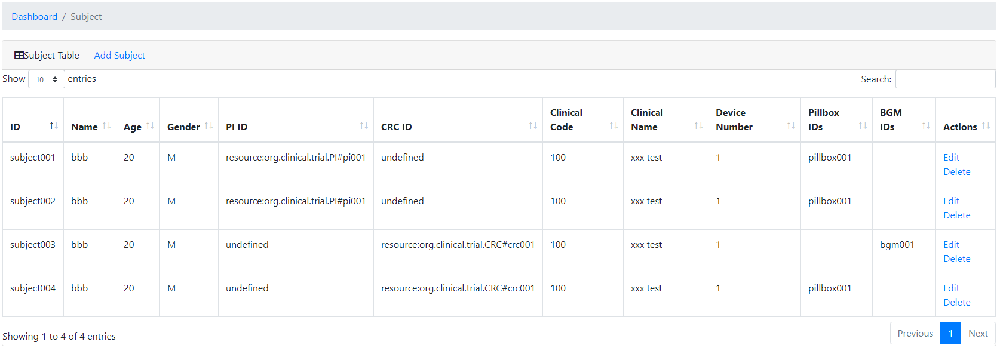 Dashboard / Subject
Subject Table Add Subject
Show 10 entries Search:
ID Name Age Gender PI ID CRC ID Clinical Code Clinical Name Device Number Pillbox IDs BGM IDs Actions
subject001 bbb 20 M resource:org.clinical.trial.PI#pi001 undefined 100 xxx test 1 pillbox001 Edit
Delete
subject002 bbb 20 M resource:org.clinical.trial.PI#pi001 undefined 100 xxx test 1 pillbox001 Edit
Delete
subject003 bbb 20 M undefined resource:org.clinical.trial.CRC#crc001 100 xxx test 1 bgm001 Edit
Delete
subject004 bbb 20 M undefined resource:org.clinical.trial.CRC#crc001 100 xxx test 1 pillbox001 Edit
Delete
Showing 1 to 4 of 4 entries Previous 1 Next